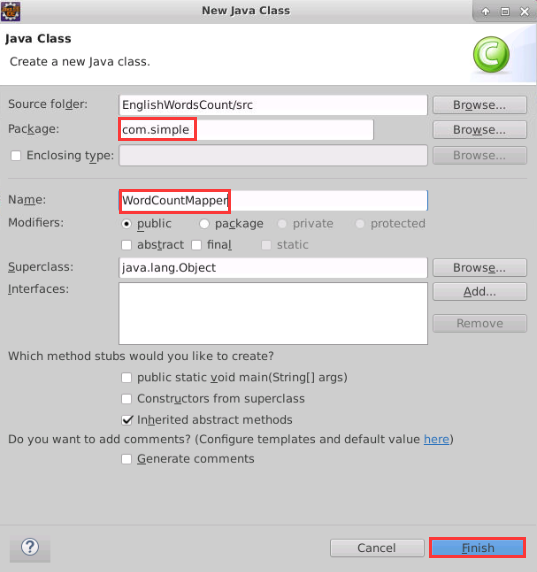 New Java Class
Java Class
Create a new Java class.
Source folder: EnglishWordsCount/src Browse...
Package: com.simple Browse...
Enclosing type: Browse...
Name: WordCountMapper
Modifiers: public package private protected
abstract final static
Superclass: java.lang.Object Browse...
Interfaces: Add...
Remove
Which method stubs would you like to create?
public static void main(String[] args)
Constructors from superclass
Inherited abstract methods
Do you want to add comments? (Configure templates and default value here)
Generate comments
? Cancel Finish